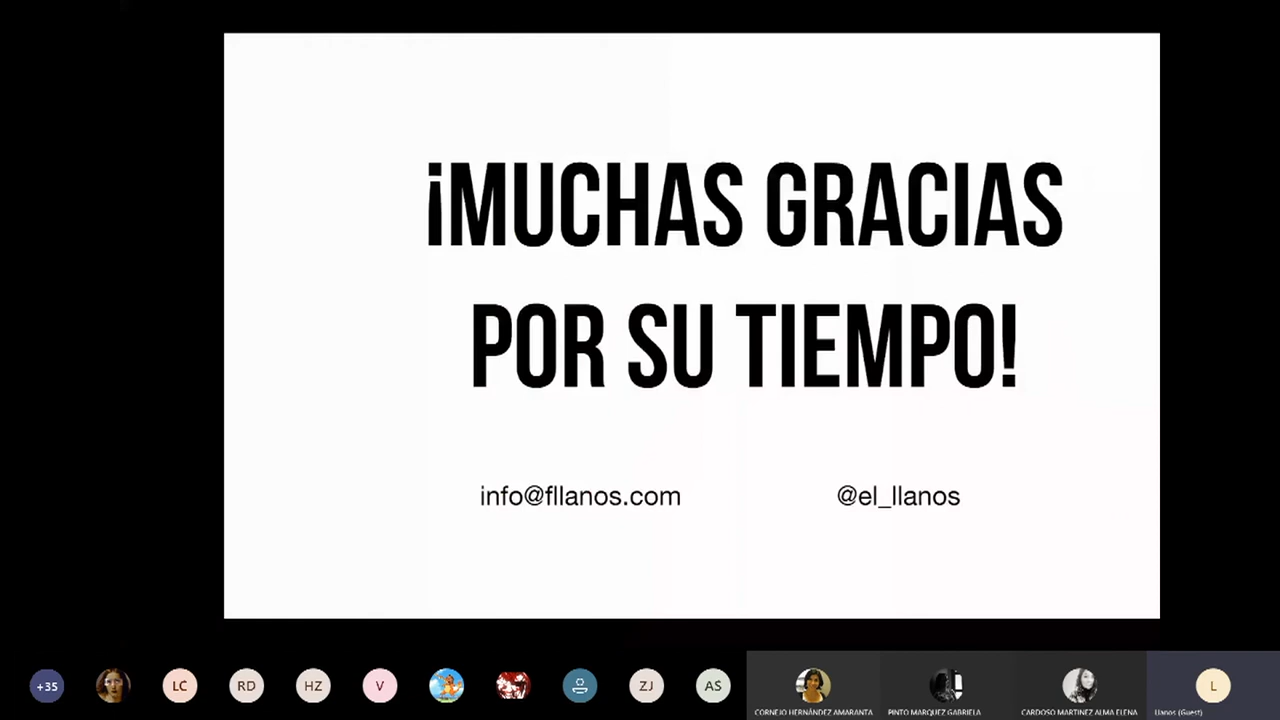 ¡MUCHAS GRACIAS
POR SU TIEMPO!
info@fllanos.com @el_llanos
+35 LC RD HZ V ZJ AS L
CORNEJO HERNÁNDEZ AMARANTA PINTO MARQUEZ GABRIELA CARDOSO MARTINEZ ALMA ELENA Llanos (Guest)